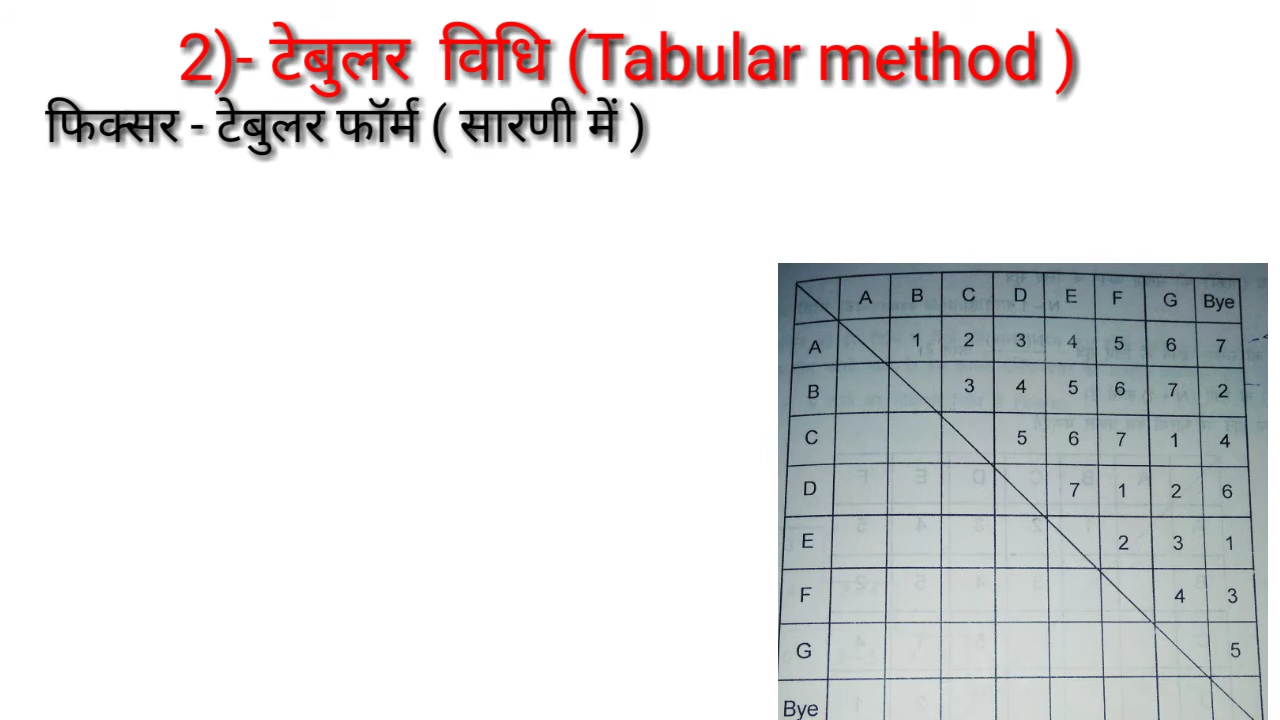 2)- टेबुलर विधि (Tabular method )
फिक्सर - टेबुलर फॉर्म ( सारणी में )
A B C D E F G Bye
A 1 2 3 4 5 6 7
B 3 4 5 6 7 2
C 5 6 7 1 4
D 7 1 2 6
E 2 3 1
F 4 3
G 5
Bye